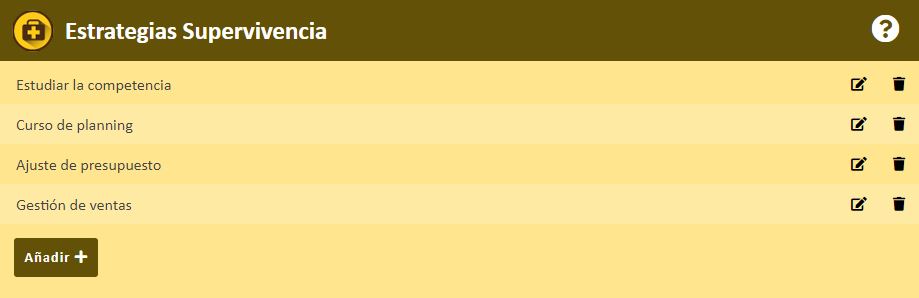 Estrategias Supervivencia
Estudiar la competencia
Curso de planning
Ajuste de presupuesto
Gestión de ventas
Añadir +